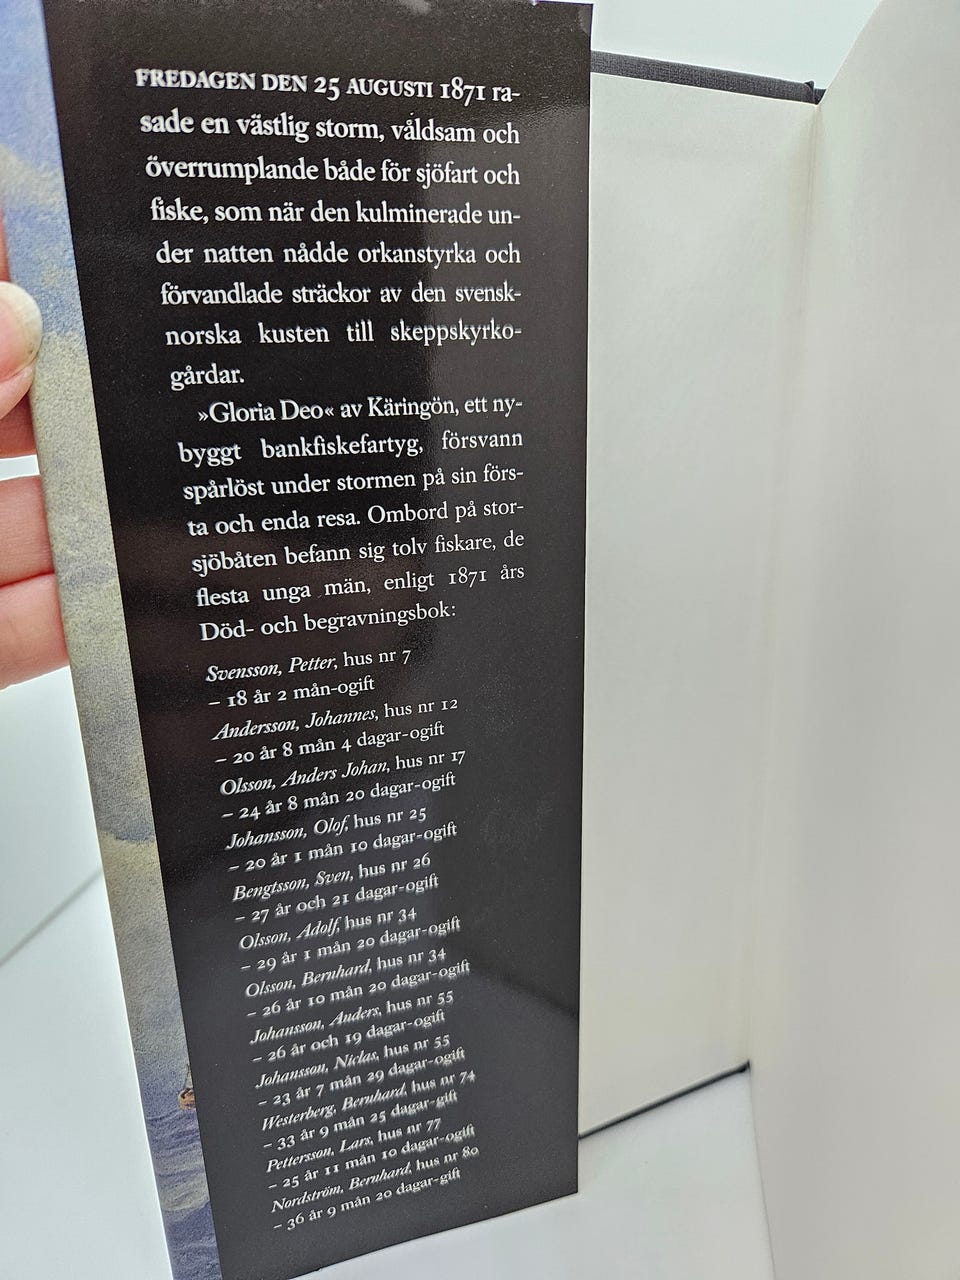 FREDAGEN DEN 25 AUGUSTI 1871 ra-
sade en västlig storm, våldsam och
överrumplande både för sjöfart och
fiske, som när den kulminerade un-
der natten nådde orkanstyrka och
förvandlade sträckor av den svensk-
norska kusten till skeppskyrko-
gårdar.
»Gloria Deo« av Käringön, ett ny-
byggt bankfiskefartyg, försvann
spårlöst under stormen på sin förs-
ta och enda resa. Ombord på stor-
sjöbåten befann sig tolv fiskare, de
flesta unga män, enligt 1871 års
Död- och begravningsbok:
Svensson, Petter, hus nr 7
– 18 år 2 mån-ogift
Andersson, Johannes, hus nr 12
– 20 år 8 mån 4 dagar-ogift
Olsson, Anders Johan, hus nr 17
– 24 år 8 mån 20 dagar-ogift
Johansson, Olof, hus nr 25
– 20 år 1 mån 10 dagar-ogift
Bengtsson, Sven, hus nr 26
– 27 år och 21 dagar-ogift
Olsson, Adolf, hus nr 34
– 29 år 1 mån 20 dagar-ogift
Olsson, Bernhard, hus nr 34
– 26 år 10 mån 20 dagar-ogift
Johansson, Anders, hus nr 55
– 26 år och 19 dagar-ogift
Johansson, Niclas, hus nr 55
– 23 år 7 mån 29 dagar-ogift
Westerberg, Bernhard, hus nr 74
– 33 år 9 mån 25 dagar-gift
Pettersson, Lars, hus nr 77
– 25 år 11 mån 10 dagar-ogift
Nordström, Bernhard, hus nr 80
– 36 år 9 mån 20 dagar-gift